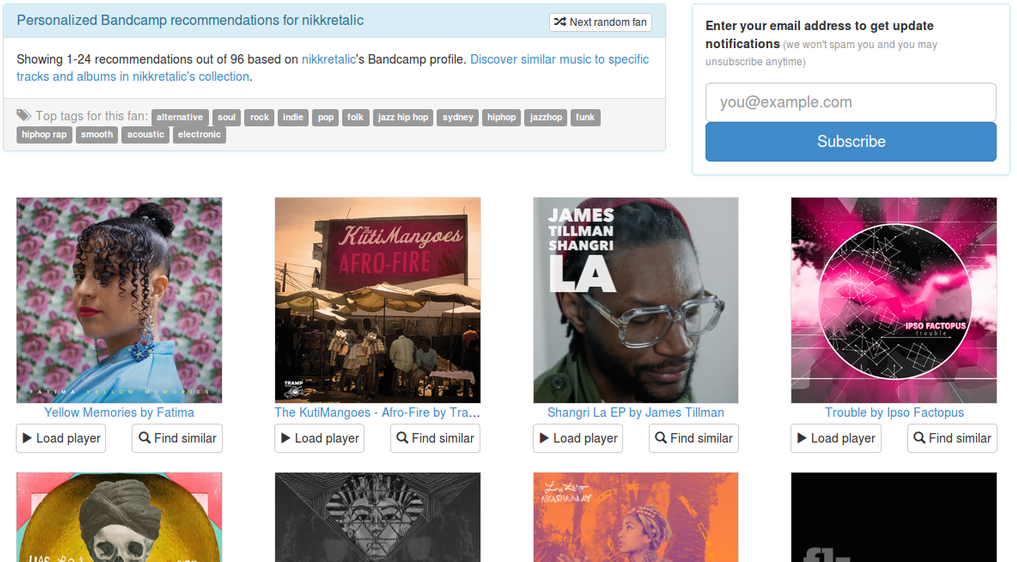 Personalized Bandcamp recommendations for nikkretalic
Next random fan
Showing 1-24 recommendations out of 96 based on nikkretalic's Bandcamp profile. Discover similar music to specific
tracks and albums in nikkretalic's collection.
Top tags for this fan: alternative soul rock indie pop folk jazz hip hop sydney hiphop jazzhop funk
hiphop rap smooth acoustic electronic
Enter your email address to get update
notifications (we won't spam you and you may
unsubscribe anytime)
you@example.com
Subscribe
FATIMA YELLOW MEMORIES
The KutiMangoes
AFRO-FIRE
TRAMP
JAMES
TILLMAN
SHANGRI
LA
IPSO FACTOPUS
trouble
Yellow Memories by Fatima
The KutiMangoes - Afro-Fire by Tra...
Shangri La EP by James Tillman
Trouble by Ipso Factopus
Load player
Find similar
Load player
Find similar
Load player
Find similar
Load player
Find similar